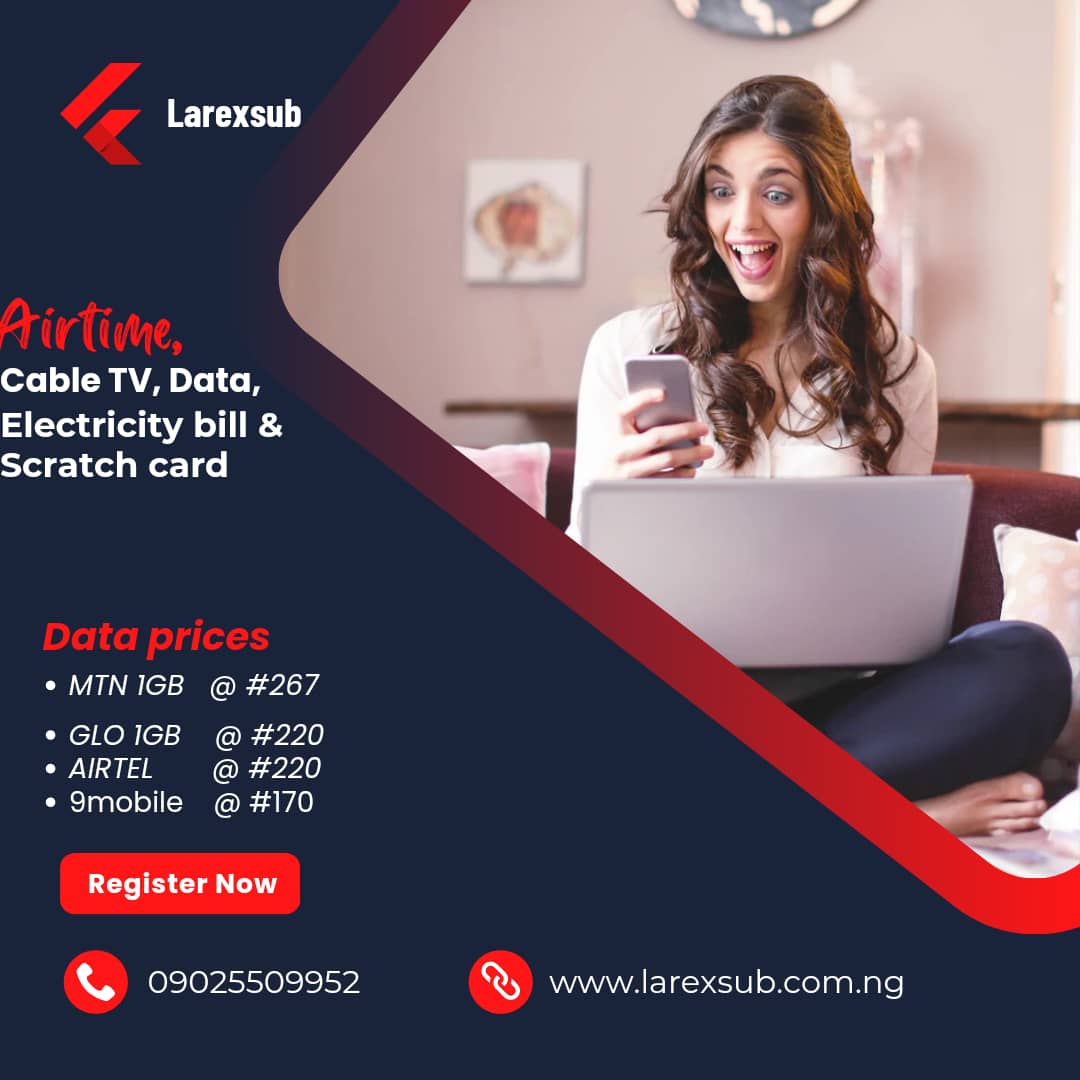 Larexsub
Airtime,
Cable TV, Data,
Electricity bill &
Scratch card
Data prices
• MTN 1GB @ #267
• GLO 1GB @ #220
• AIRTEL @ #220
• 9mobile @ #170
Register Now
09025509952
www.larexsub.com.ng